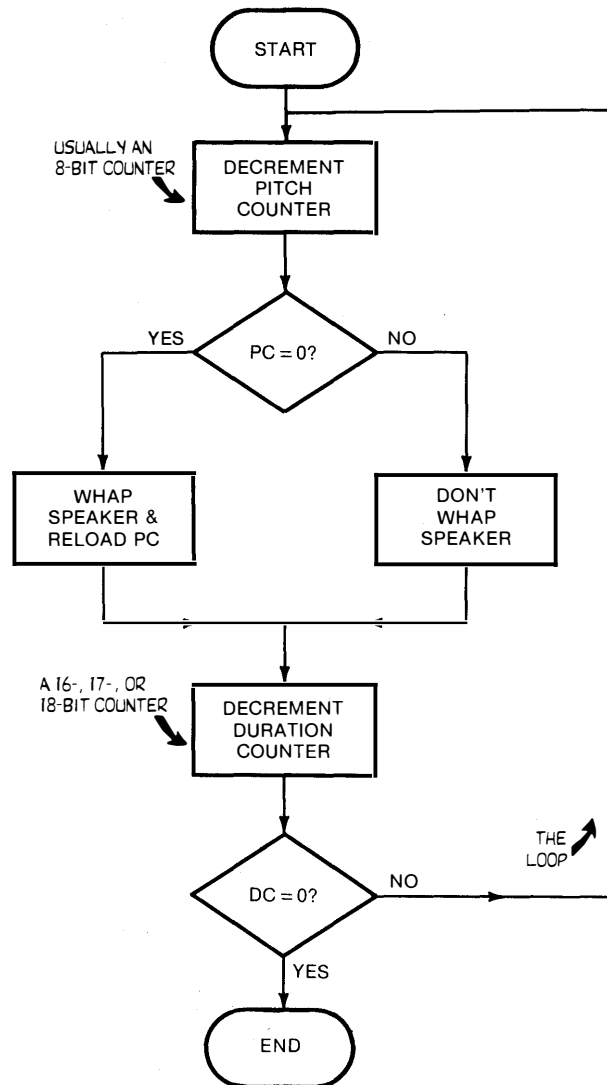 START
USUALLY AN
8-BIT COUNTER
DECREMENT
PITCH
COUNTER
YES
PC = 0?
NO
WHAP
SPEAKER &
RELOAD PC
DON'T
WHAP
SPEAKER
A 16-, 17-, OR
18-BIT COUNTER
DECREMENT
DURATION
COUNTER
THE
LOOP
DC = 0?
NO
YES
END